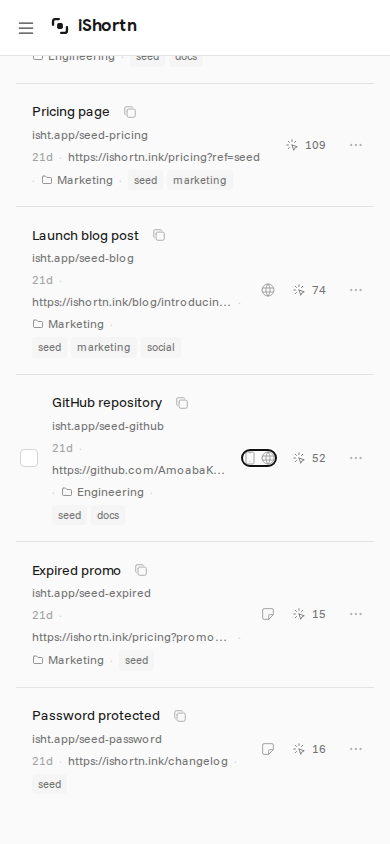 iShortn
Engineering · seed docs
Pricing page
isht.app/seed-pricing
21d · https://ishortn.ink/pricing?ref=seed
109
· Marketing · seed marketing
Launch blog post
isht.app/seed-blog
21d ·
https://ishortn.ink/blog/introducin... ·
74
Marketing ·
seed marketing social
GitHub repository
isht.app/seed-github
21d ·
https://github.com/AmoabaK...
52
· Engineering ·
seed docs
Expired promo
isht.app/seed-expired
21d ·
https://ishortn.ink/pricing?promo... ·
15
Marketing · seed
Password protected
isht.app/seed-password
21d · https://ishortn.ink/changelog ·
16
seed